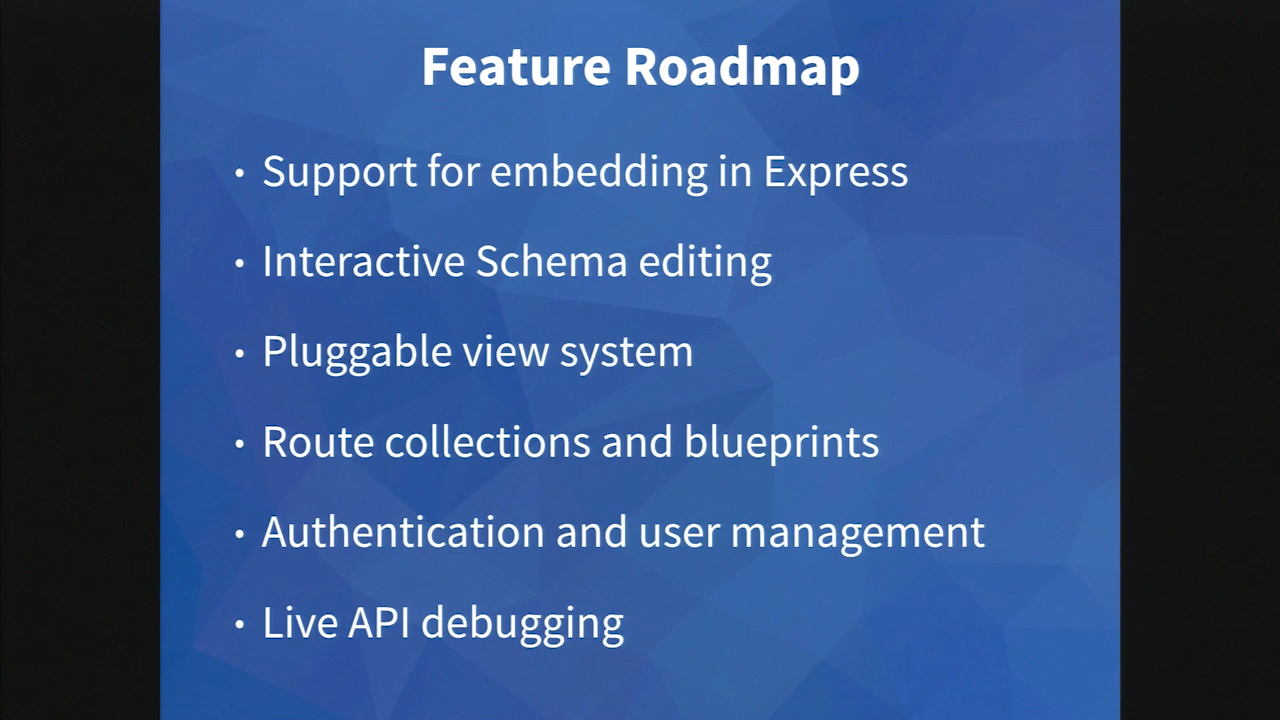 Feature Roadmap
• Support for embedding in Express
• Interactive Schema editing
• Pluggable view system
• Route collections and blueprints
• Authentication and user management
• Live API debugging